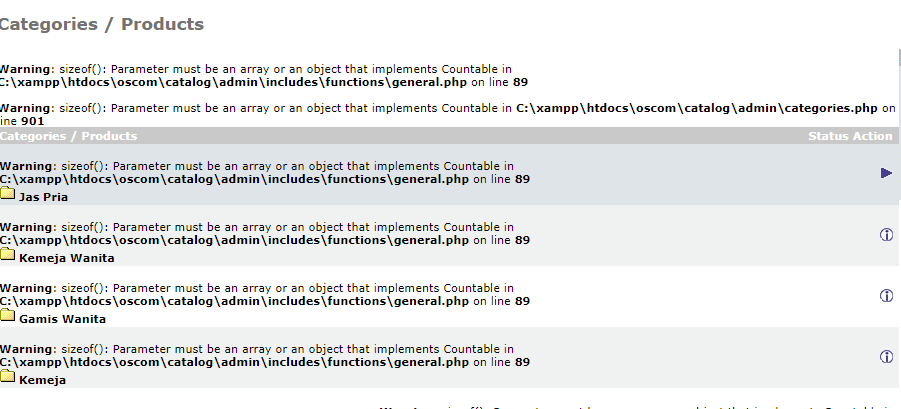 Categories / Products
Warning: sizeof(): Parameter must be an array or an object that implements Countable in
C:\xampp\htdocs\oscom\catalog\admin\includes\functions\general.php on line 89
Warning: sizeof(): Parameter must be an array or an object that implements Countable in C:\xampp\htdocs\oscom\catalog\admin\categories.php on
line 901
Categories / Products Status Action
Warning: sizeof(): Parameter must be an array or an object that implements Countable in
C:\xampp\htdocs\oscom\catalog\admin\includes\functions\general.php on line 89
Jas Pria
Warning: sizeof(): Parameter must be an array or an object that implements Countable in
C:\xampp\htdocs\oscom\catalog\admin\includes\functions\general.php on line 89
Kemeja Wanita
Warning: sizeof(): Parameter must be an array or an object that implements Countable in
C:\xampp\htdocs\oscom\catalog\admin\includes\functions\general.php on line 89
Gamis Wanita
Warning: sizeof(): Parameter must be an array or an object that implements Countable in
C:\xampp\htdocs\oscom\catalog\admin\includes\functions\general.php on line 89
Kemeja